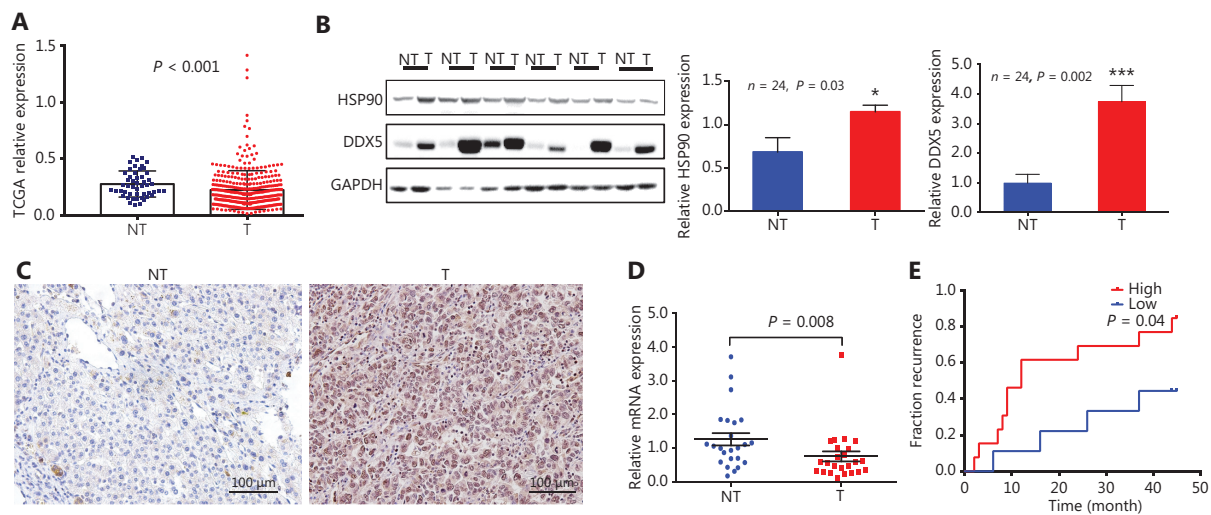 A
TCGA relative expression
1.5
1.0
0.5
0.0
P < 0.001
NT
T
B
NT T NT T NT T NT T NT T NT T
HSP90
DDX5
GAPDH
Relative HSP90 expression
1.5
1.0
0.5
0.0
n = 24, P = 0.03
*
NT
T
Relative DDX5 expression
5.0
4.0
3.0
2.0
1.0
0.0
n = 24, P = 0.002
***
NT
T
C
NT
T
100 μm
100 μm
D
Relative mRNA expression
5.0
4.0
3.0
2.0
1.0
0.0
P = 0.008
NT
T
E
Fraction recurrence
1.0
0.8
0.6
0.4
0.2
0.0
High
Low
P = 0.04
0 10 20 30 40 50
Time (month)